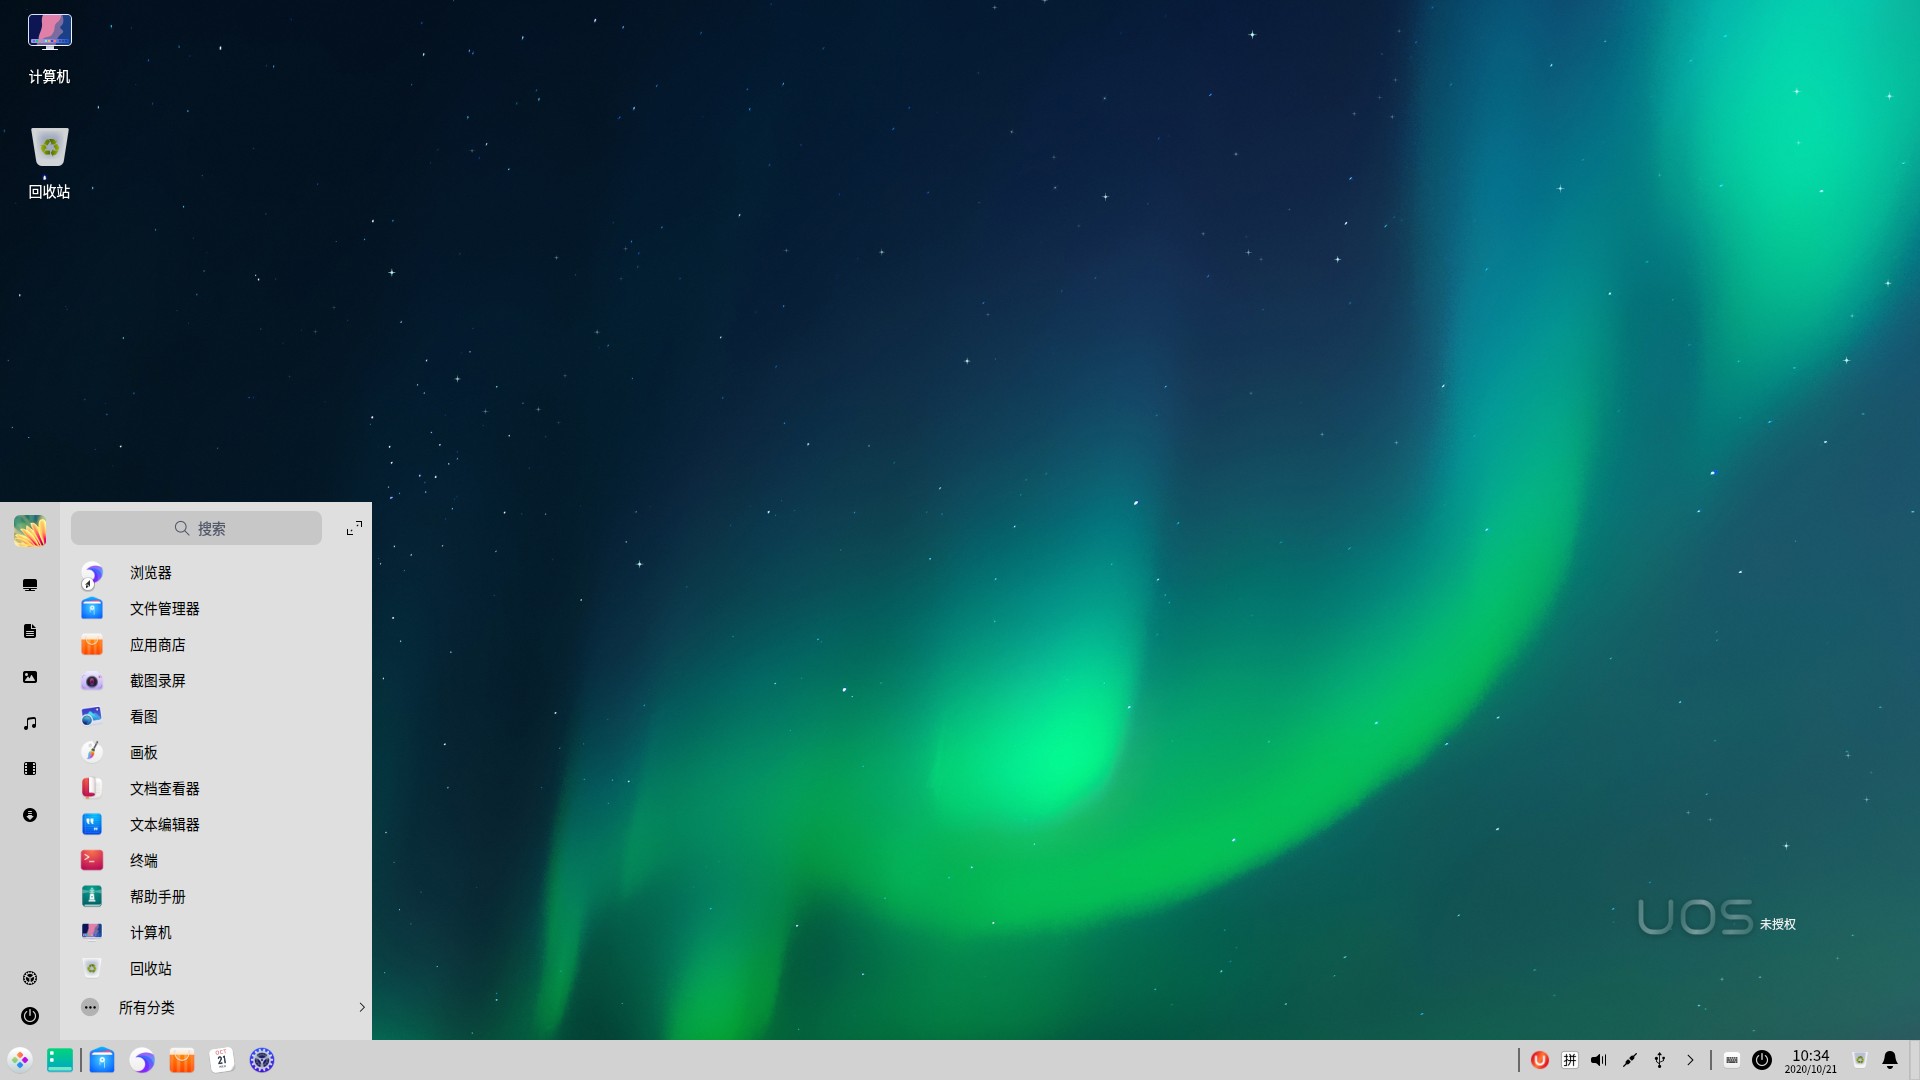 计算机
回收站
搜索
浏览器
文件管理器
应用商店
截图录屏
看图
画板
文档查看器
文本编辑器
终端
帮助手册
计算机
回收站
所有分类
UOS 未授权
OCT
21
拼
10:34
2020/10/21